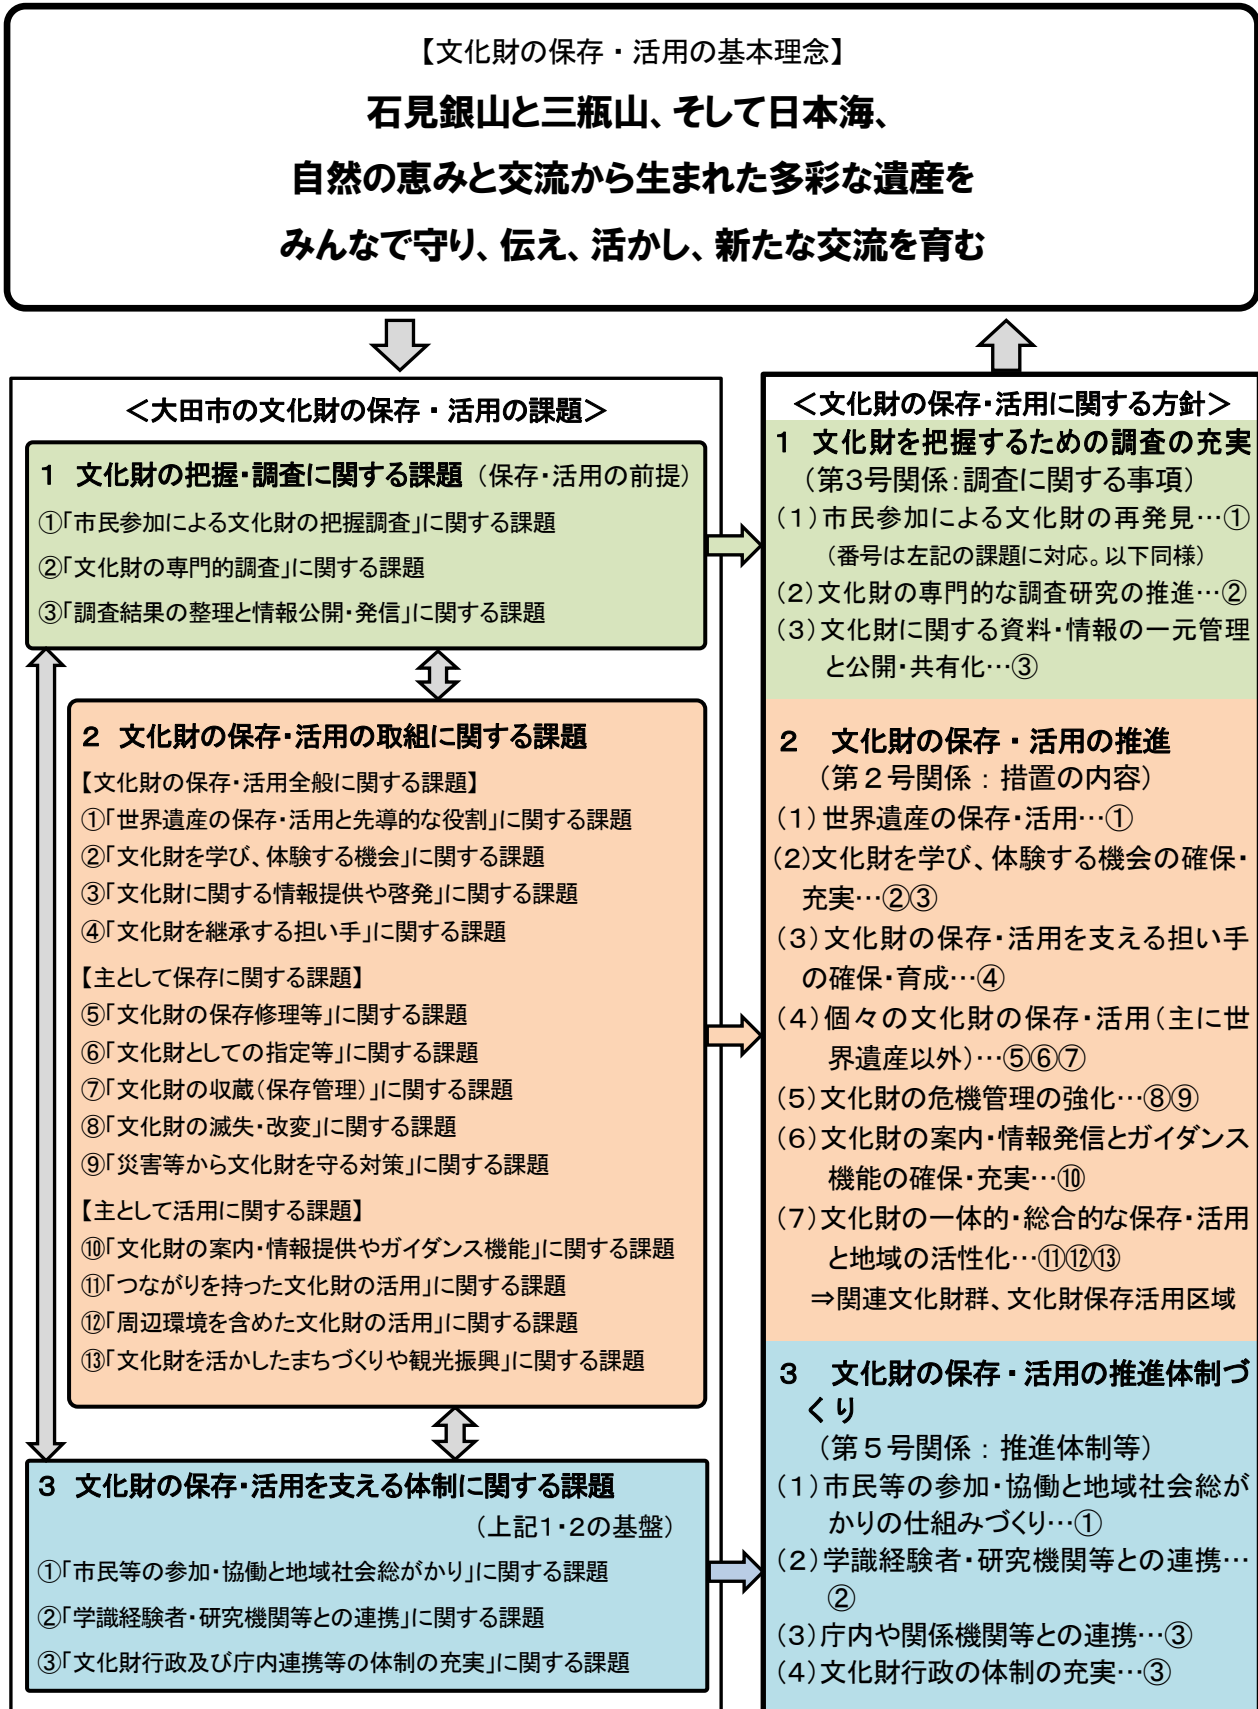 【文化財の保存・活用の基本理念】
石見銀山と三瓶山、そして日本海、
自然の恵みと交流から生まれた多彩な遺産を
みんなで守り、伝え、活かし、新たな交流を育む
＜大田市の文化財の保存・活用の課題＞
１ 文化財の把握・調査に関する課題（保存・活用の前提）
①「市民参加による文化財の把握調査」に関する課題
②「文化財の専門的調査」に関する課題
③「調査結果の整理と情報公開・発信」に関する課題
２ 文化財の保存・活用の取組に関する課題
【文化財の保存・活用全般に関する課題】
①「世界遺産の保存・活用と先導的な役割」に関する課題
②「文化財を学び、体験する機会」に関する課題
③「文化財に関する情報提供や啓発」に関する課題
④「文化財を継承する担い手」に関する課題
【主として保存に関する課題】
⑤「文化財の保存修理等」に関する課題
⑥「文化財としての指定等」に関する課題
⑦「文化財の収蔵（保存管理）」に関する課題
⑧「文化財の滅失・改変」に関する課題
⑨「災害等から文化財を守る対策」に関する課題
【主として活用に関する課題】
⑩「文化財の案内・情報提供やガイダンス機能」に関する課題
⑪「つながりを持った文化財の活用」に関する課題
⑫「周辺環境を含めた文化財の活用」に関する課題
⑬「文化財を活かしたまちづくりや観光振興」に関する課題
３ 文化財の保存・活用を支える体制に関する課題
（上記１・２の基盤）
①「市民等の参加・協働と地域社会総がかり」に関する課題
②「学識経験者・研究機関等との連携」に関する課題
③「文化財行政及び庁内連携等の体制の充実」に関する課題
＜文化財の保存・活用に関する方針＞
１ 文化財を把握するための調査の充実
（第３号関係：調査に関する事項）
（１）市民参加による文化財の再発見…①
（番号は左記の課題に対応。以下同様）
（２）文化財の専門的な調査研究の推進…②
（３）文化財に関する資料・情報の一元管理
と公開・共有化…③
２ 文化財の保存・活用の推進
（第２号関係：措置の内容）
（１）世界遺産の保存・活用…①
（２）文化財を学び、体験する機会の確保・
充実…②③
（３）文化財の保存・活用を支える担い手
の確保・育成…④
（４）個々の文化財の保存・活用（主に世
界遺産以外）…⑤⑥⑦
（５）文化財の危機管理の強化…⑧⑨
（６）文化財の案内・情報発信とガイダンス
機能の確保・充実…⑩
（７）文化財の一体的・総合的な保存・活用
と地域の活性化…⑪⑫⑬
⇒関連文化財群、文化財保存活用区域
３ 文化財の保存・活用の推進体制づ
くり
（第５号関係：推進体制等）
（１）市民等の参加・協働と地域社会総が
かりの仕組みづくり…①
（２）学識経験者・研究機関等との連携…
②
（３）庁内や関係機関等との連携…③
（４）文化財行政の体制の充実…③